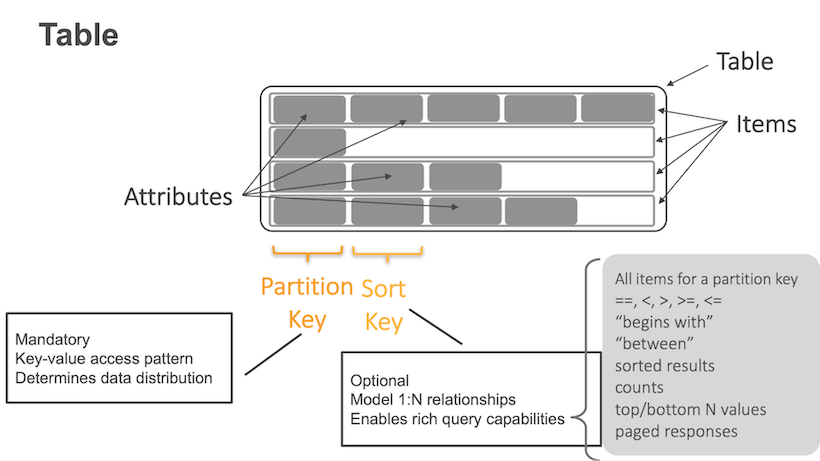 Table
Table
Items
Attributes
Partition
Key
Sort
Key
Mandatory
Key-value access pattern
Determines data distribution
Optional
Model 1:N relationships
Enables rich query capabilities
All items for a partition key
==, <, >, >=, <=
“begins with”
“between”
sorted results
counts
top/bottom N values
paged responses